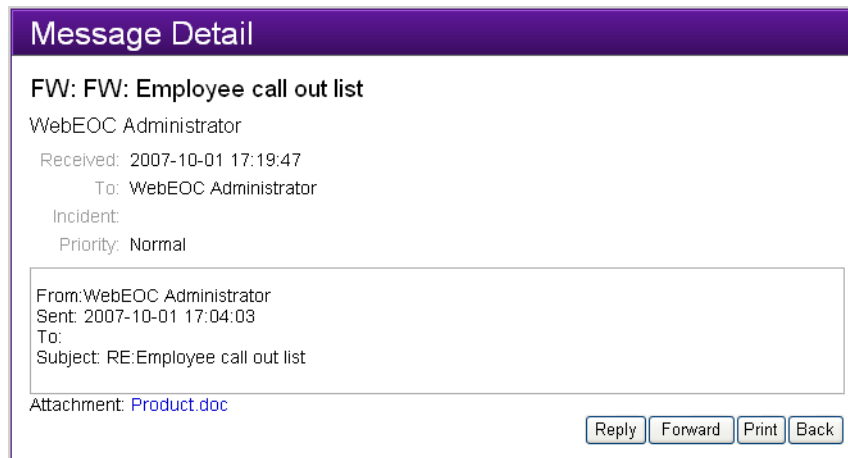 Message Detail
FW: FW: Employee call out list
WebEOC Administrator
Received: 2007-10-01 17:19:47
To: WebEOC Administrator
Incident:
Priority: Normal
From:WebEOC Administrator
Sent: 2007-10-01 17:04:03
To:
Subject: RE:Employee call out list
Attachment: Product.doc
Reply Forward Print Back